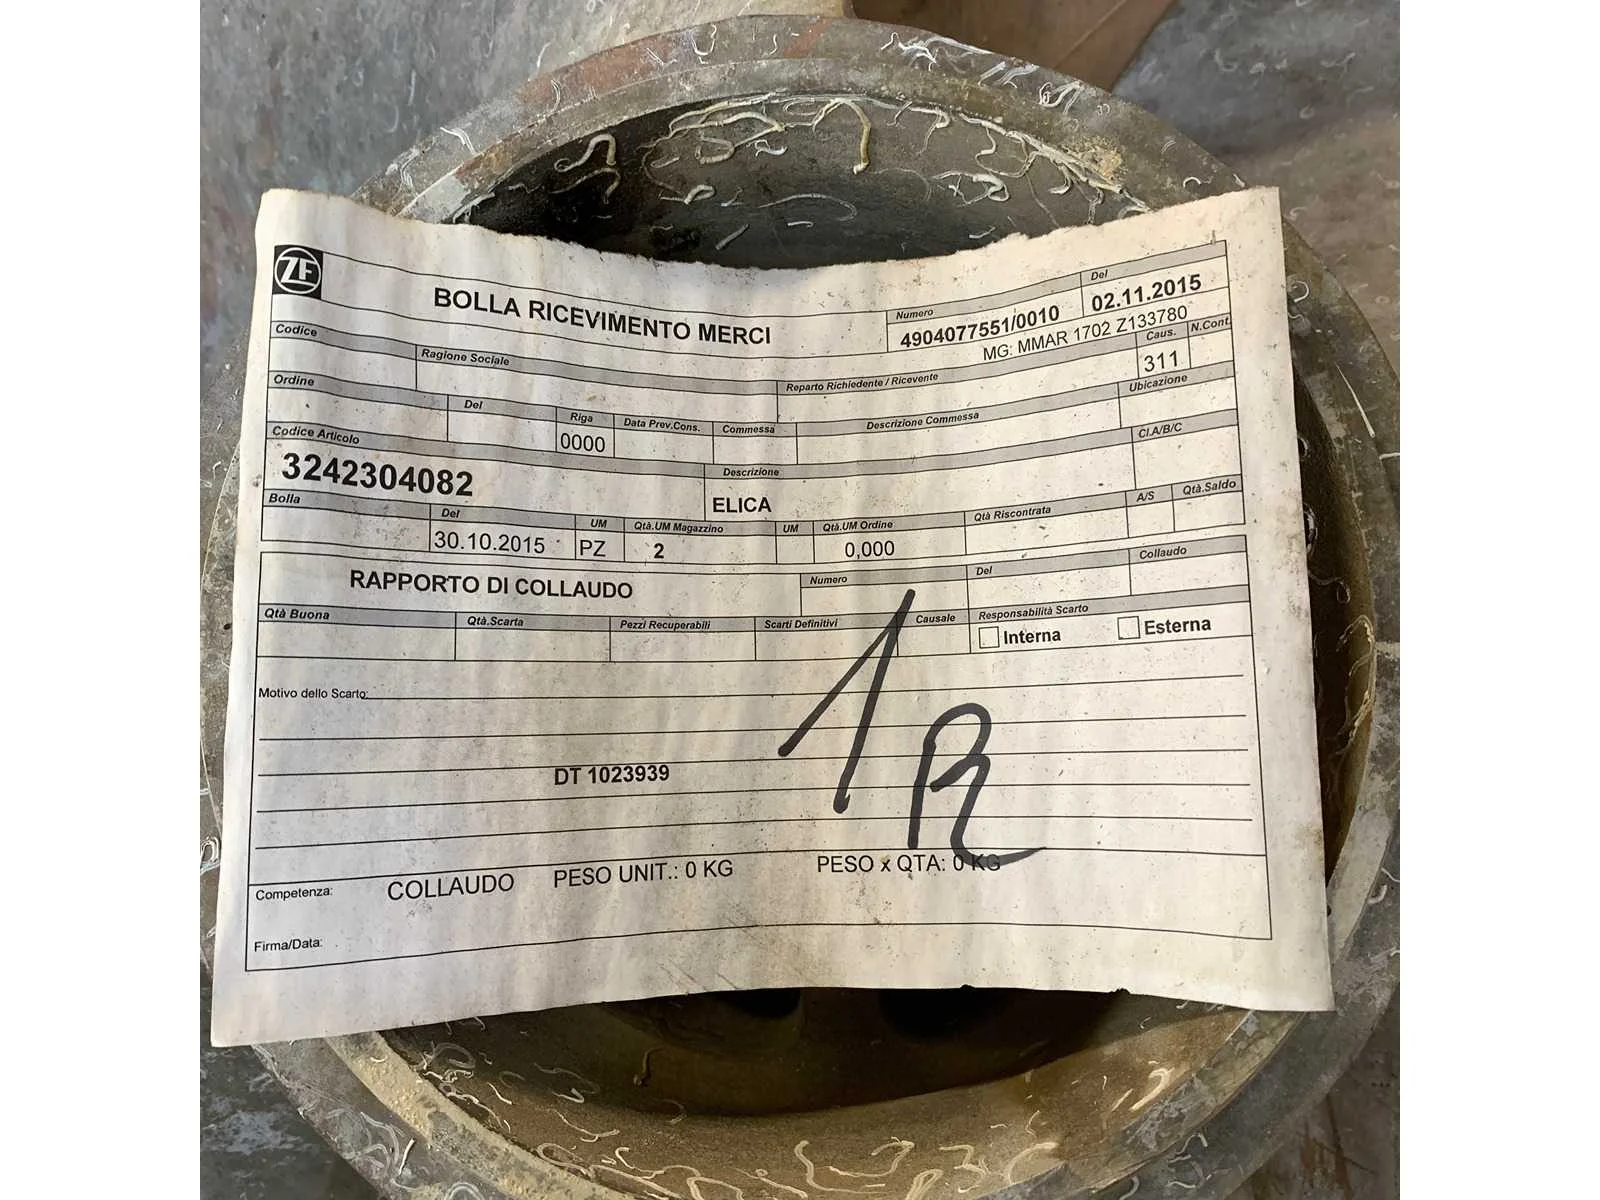 ZF
BOLLA RICEVIMENTO MERCI
Numero
4904077551/0010
Del
02.11.2015
MG: MMAR 1702 Z133780
Codice
Ragione Sociale
Reparto Richiedente / Ricevente
Caus.
311
N.Cont.
Ordine
Del
Riga
0000
Data Prev.Cons.
Commessa
Descrizione Commessa
Ubicazione
Codice Articolo
3242304082
Descrizione
ELICA
Cl.A/B/C
Bolla
Del
30.10.2015
UM
PZ
Qtà.UM Magazzino
2
UM
Qtà.UM Ordine
0,000
Qtà Riscontrata
A/S
Qtà.Saldo
RAPPORTO DI COLLAUDO
Numero
Del
Collaudo
Qtà Buona
Qtà.Scarta
Pezzi Recuperabili
Scarti Definitivi
Causale
Responsabilità Scarto
Interna
Esterna
Motivo dello Scarto:
1 R
DT 1023939
Competenza:
COLLAUDO
PESO UNIT.: 0 KG
PESO x QTA: 0 KG
Firma/Data: